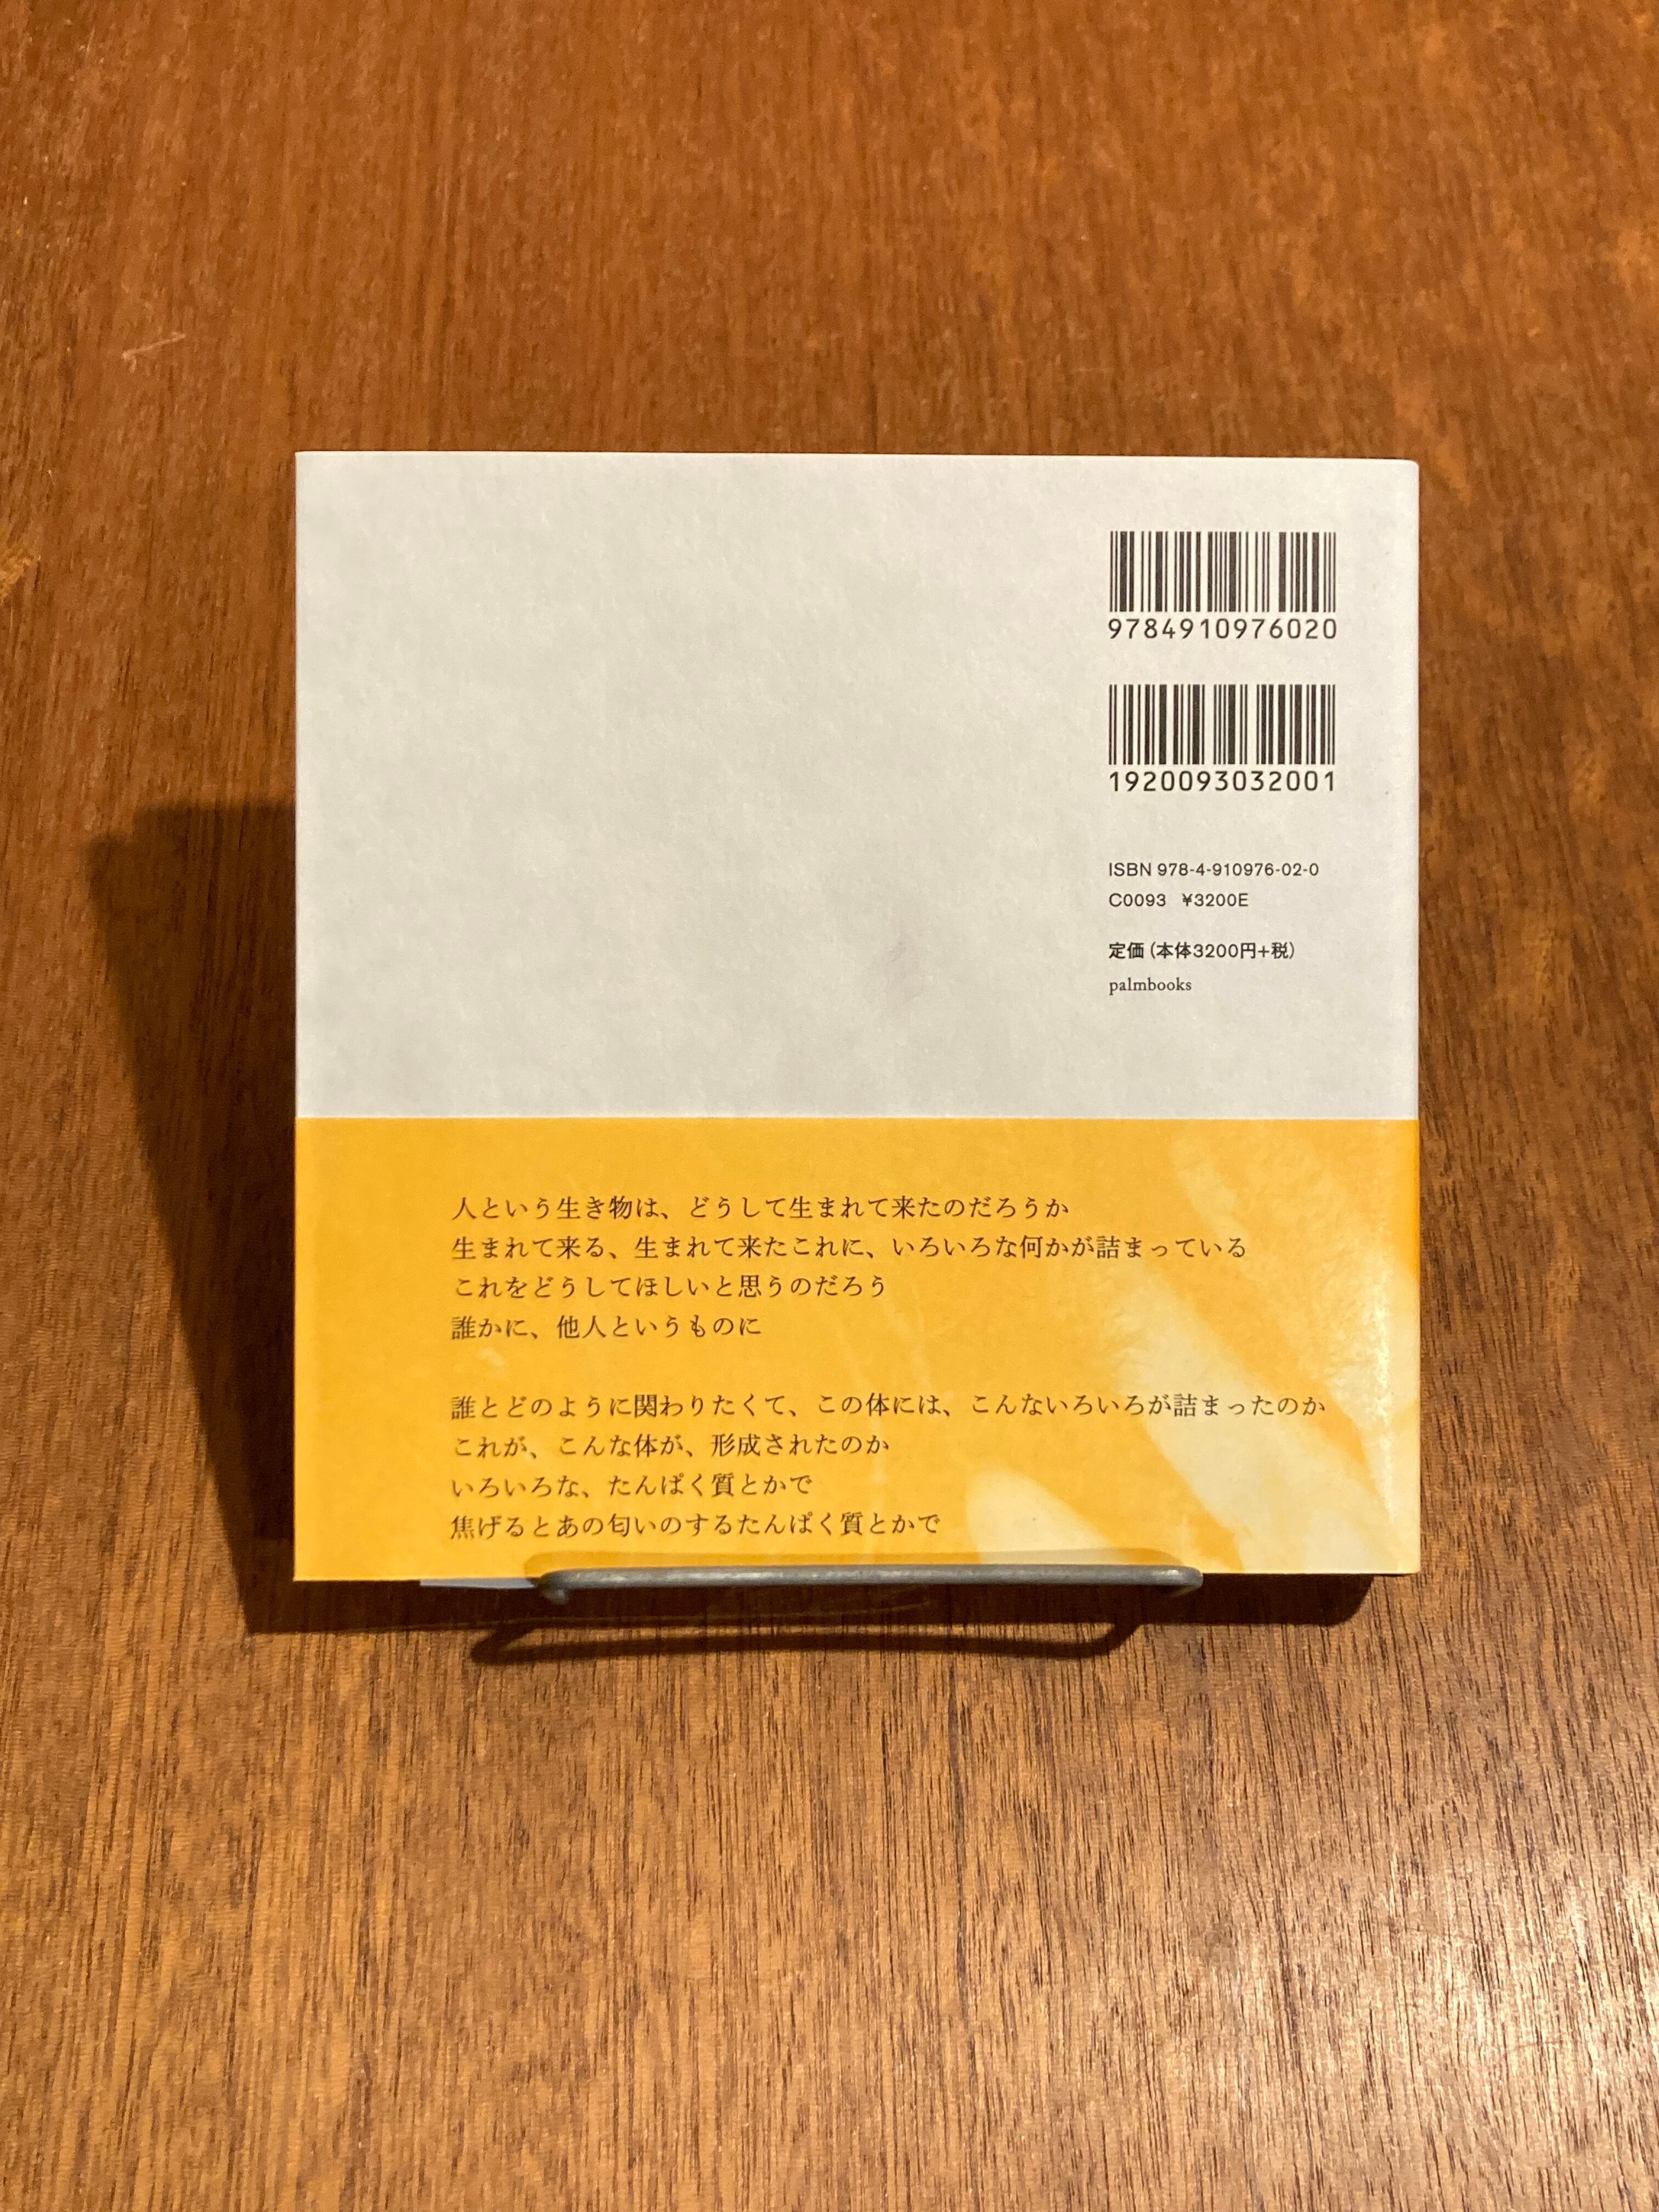 9784910976020
1920093032001
ISBN 978-4-910976-02-0
C0093 ¥3200E
定価(本体3200円+税)
palmbooks
人という生き物は、どうして生まれて来たのだろうか
生まれて来る、生まれて来たこれに、いろいろな何かが詰まっている
これをどうしてほしいと思うのだろう
誰かに、他人というものに
誰とどのように関わりたくて、この体には、こんないろいろが詰まったのか
これが、こんな体が、形成されたのか
いろいろな、たんぱく質とかで
焦げるとあの匂いのするたんぱく質とかで